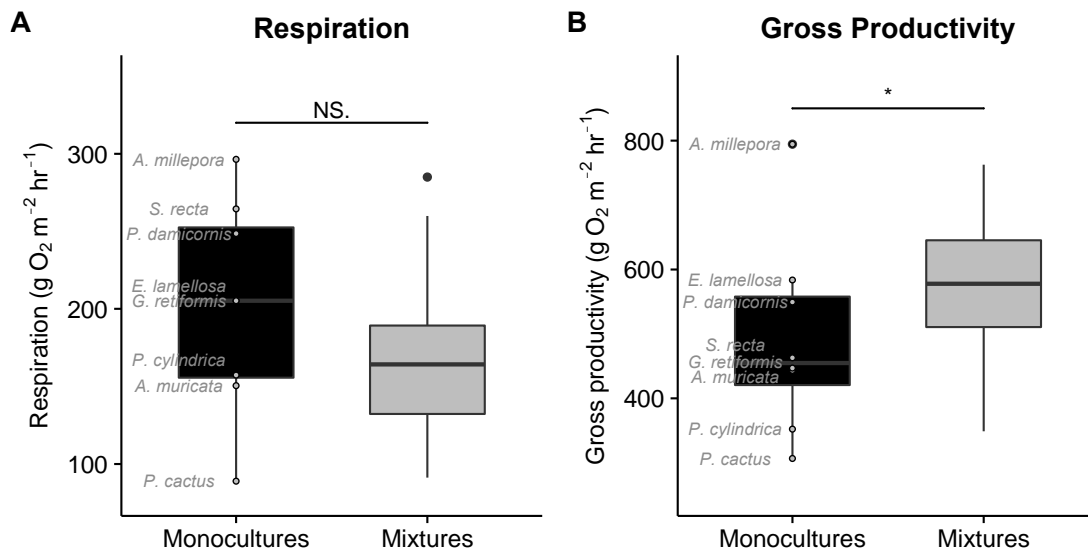 A
Respiration
NS.
Respiration (g O₂ m⁻² hr⁻¹)
300
200
100
A. millepora
S. recta
P. damicornis
E. lamellosa
G. retiformis
P. cylindrica
A. muricata
P. cactus
Monocultures
Mixtures
B
Gross Productivity
*
Gross productivity (g O₂ m⁻² hr⁻¹)
800
600
400
A. millepora
E. lamellosa
P. damicornis
S. recta
G. retiformis
A. muricata
P. cylindrica
P. cactus
Monocultures
Mixtures